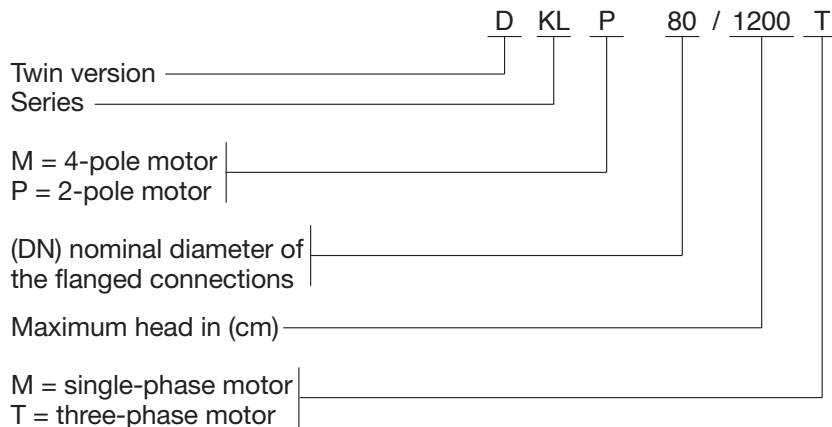 D KL P 80 / 1200 T
Twin version
Series
M = 4-pole motor
P = 2-pole motor
(DN) nominal diameter of
the flanged connections
Maximum head in (cm)
M = single-phase motor
T = three-phase motor